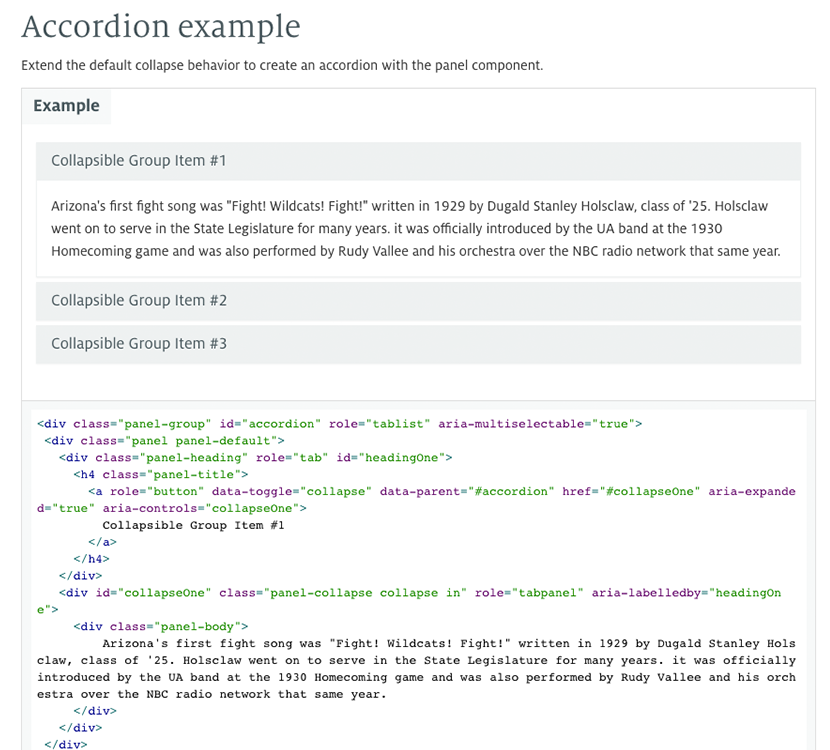 Accordion example
Extend the default collapse behavior to create an accordion with the panel component.
Example
Collapsible Group Item #1
Arizona's first fight song was "Fight! Wildcats! Fight!" written in 1929 by Dugald Stanley Holsclaw, class of '25. Holsclaw
went on to serve in the State Legislature for many years. it was officially introduced by the UA band at the 1930
Homecoming game and was also performed by Rudy Vallee and his orchestra over the NBC radio network that same year.
Collapsible Group Item #2
Collapsible Group Item #3
<div class="panel-group" id="accordion" role="tablist" aria-multiselectable="true">
<div class="panel panel-default">
<div class="panel-heading" role="tab" id="headingOne">
<h4 class="panel-title">
<a role="button" data-toggle="collapse" data-parent="#accordion" href="#collapseOne" aria-expande
d="true" aria-controls="collapseOne">
Collapsible Group Item #1
</a>
</h4>
</div>
<div id="collapseOne" class="panel-collapse collapse in" role="tabpanel" aria-labelledby="headingOn
e">
<div class="panel-body">
Arizona's first fight song was "Fight! Wildcats! Fight!" written in 1929 by Dugald Stanley Hols
claw, class of '25. Holsclaw went on to serve in the State Legislature for many years. it was officially
introduced by the UA band at the 1930 Homecoming game and was also performed by Rudy Vallee and his orch
estra over the NBC radio network that same year.
</div>
</div>
</div>